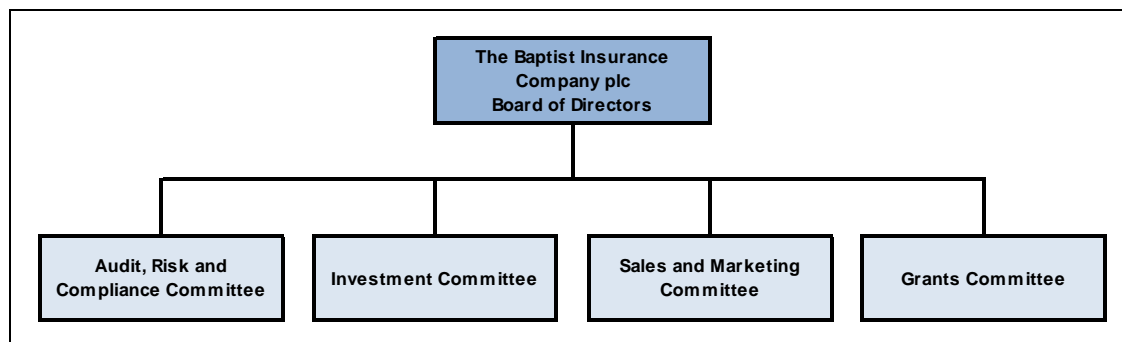 The Baptist Insurance
Company plc
Board of Directors
Audit, Risk and
Compliance Committee
Investment Committee
Sales and Marketing
Committee
Grants Committee